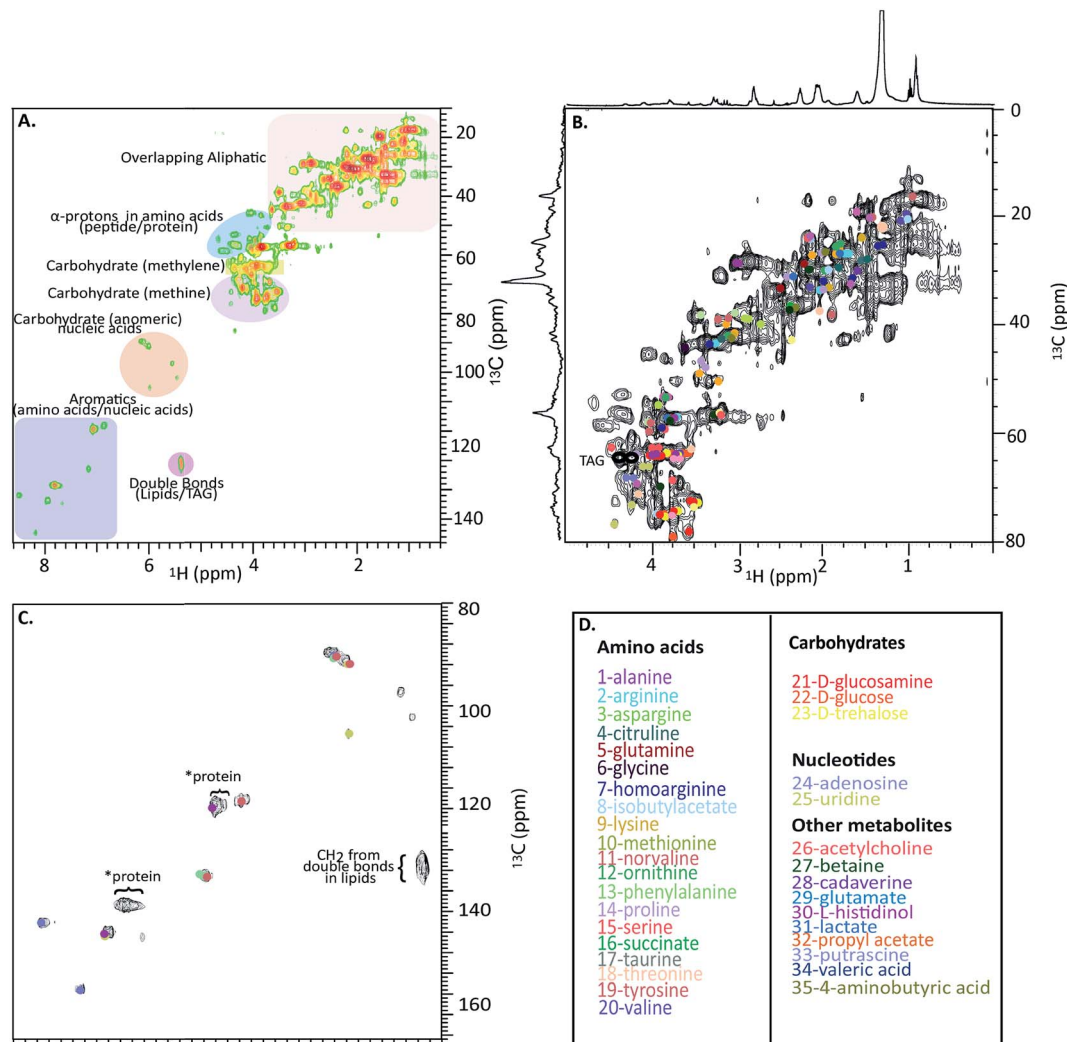 A.
Overlapping Aliphatic
α-protons in amino acids
(peptide/protein)
Carbohydrate (methylene)
Carbohydrate (methine)
Carbohydrate (anomeric)
nucleic acids
Aromatics
(amino acids/nucleic acids)
Double Bonds
(Lipids/TAG)
20
40
60
80
100
120
140
13C (ppm)
8
6
4
2
1H (ppm)
B.
TAG
0
20
40
60
80
13C (ppm)
4
3
2
1
1H (ppm)
C.
*protein
*protein
CH2 from
double bonds
in lipids
80
100
120
140
160
13C (ppm)
D.
Amino acids
1-alanine
2-arginine
3-aspargine
4-citruline
5-glutamine
6-glycine
7-homoarginine
8-isobutylacetate
9-lysine
10-methionine
11-norvaline
12-ornithine
13-phenylalanine
14-proline
15-serine
16-succinate
17-taurine
18-threonine
19-tyrosine
20-valine
Carbohydrates
21-D-glucosamine
22-D-glucose
23-D-trehalose
Nucleotides
24-adenosine
25-uridine
Other metabolites
26-acetylcholine
27-betaine
28-cadaverine
29-glutamate
30-L-histidinol
31-lactate
32-propyl acetate
33-putrascine
34-valeric acid
35-4-aminobutyric acid